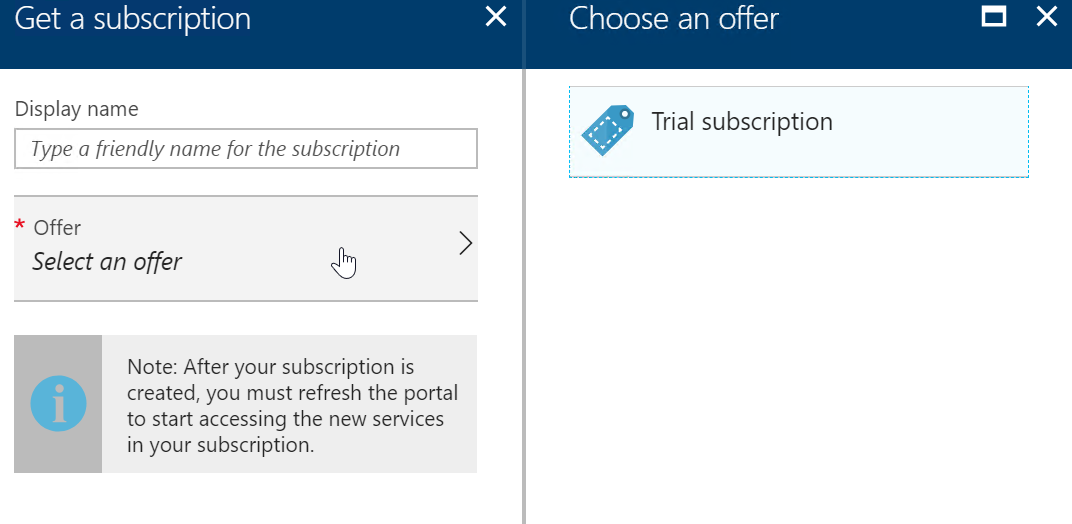 Get a subscription
Display name
Type a friendly name for the subscription
* Offer
Select an offer
Note: After your subscription is
created, you must refresh the portal
to start accessing the new services
in your subscription.
Choose an offer
Trial subscription